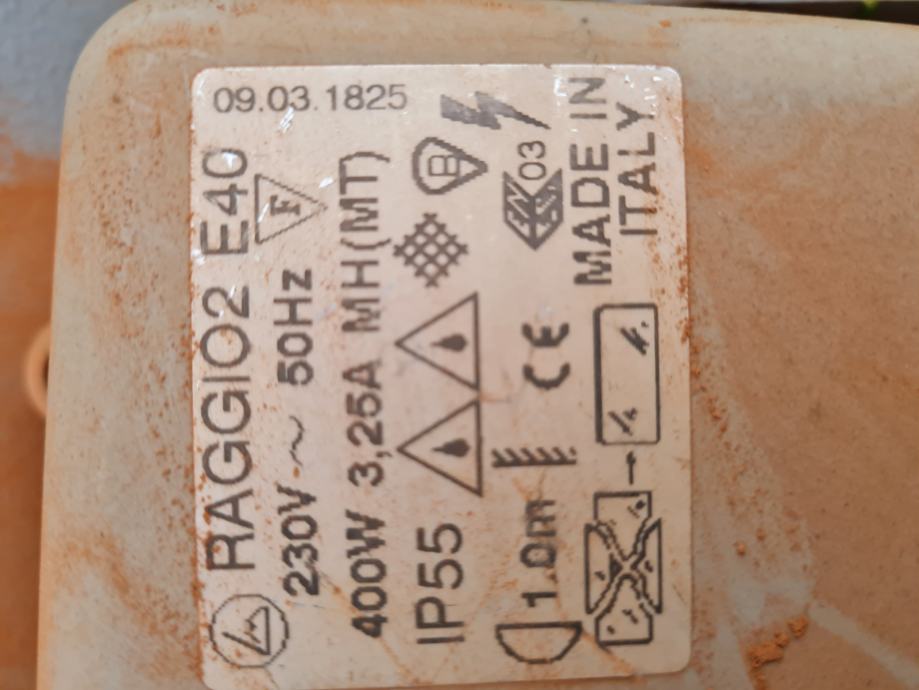 RAGGIO2 E40
09.03.1825
230V ~ 50Hz
F
400W 3,25A MH(MT)
IP55
B
1.0m
CE
03
MADE IN
ITALY